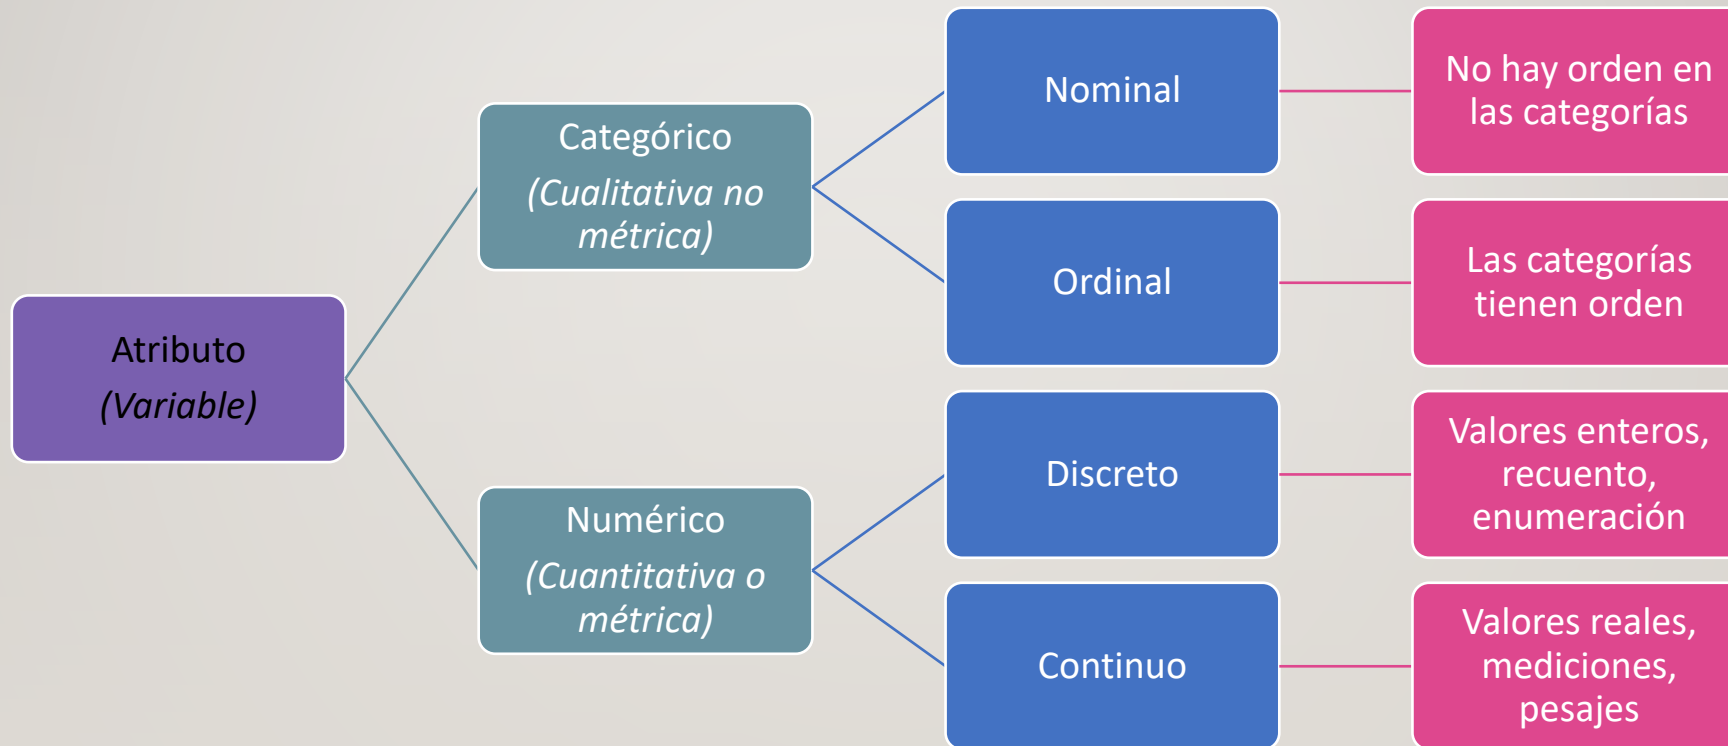 Atributo
(Variable)
Categórico
(Cualitativa no
métrica)
Nominal
No hay orden en
las categorías
Ordinal
Las categorías
tienen orden
Numérico
(Cuantitativa o
métrica)
Discreto
Valores enteros,
recuento,
enumeración
Continuo
Valores reales,
mediciones,
pesajes